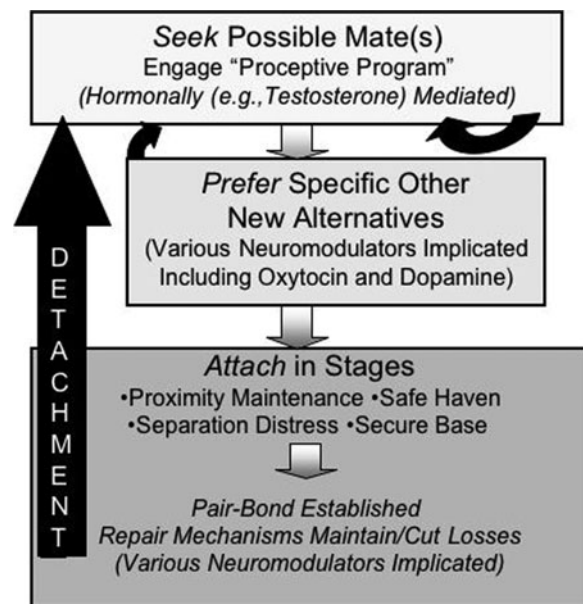 Seek Possible Mate(s)
Engage “Proceptive Program”
(Hormonally (e.g.,Testosterone) Mediated)
Prefer Specific Other
New Alternatives
(Various Neuromodulators Implicated
Including Oxytocin and Dopamine)
DETACHMENT
Attach in Stages
•Proximity Maintenance •Safe Haven
•Separation Distress •Secure Base
Pair-Bond Established
Repair Mechanisms Maintain/Cut Losses
(Various Neuromodulators Implicated)